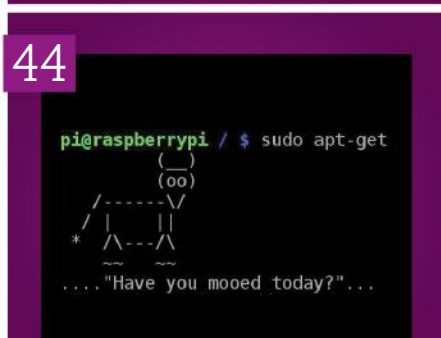 44
pi@raspberrypi / $ sudo apt-get
(__)
(oo)
/------\/
/ |    ||
* /\---/\
~~   ~~
...."Have you mooed today?"...